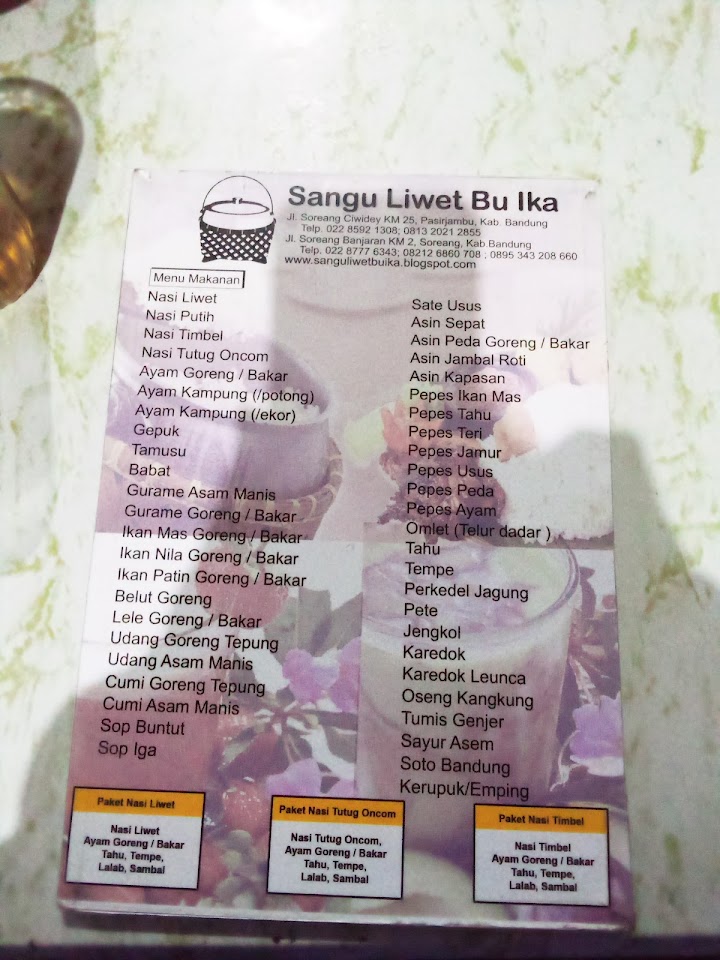 Sangu Liwet Bu Ika
Jl. Soreang Ciwidey KM 25, Pasirjambu, Kab. Bandung
Telp. 022 8592 1308; 0813 2021 2855
Jl. Soreang Banjaran KM 2, Soreang, Kab.Bandung
Telp. 022 8777 6343; 08212 6860 708 ; 0895 343 208 660
www.sanguliwetbuika.blogspot.com
Menu Makanan
Nasi Liwet
Nasi Putih
Nasi Timbel
Nasi Tutug Oncom
Ayam Goreng / Bakar
Ayam Kampung (/potong)
Ayam Kampung (/ekor)
Gepuk
Tamusu
Babat
Gurame Asam Manis
Gurame Goreng / Bakar
Ikan Mas Goreng / Bakar
Ikan Nila Goreng / Bakar
Ikan Patin Goreng / Bakar
Belut Goreng
Lele Goreng / Bakar
Udang Goreng Tepung
Udang Asam Manis
Cumi Goreng Tepung
Cumi Asam Manis
Sop Buntut
Sop Iga
Sate Usus
Asin Sepat
Asin Peda Goreng / Bakar
Asin Jambal Roti
Asin Kapasan
Pepes Ikan Mas
Pepes Tahu
Pepes Teri
Pepes Jamur
Pepes Usus
Pepes Peda
Pepes Ayam
Omlet (Telur dadar )
Tahu
Tempe
Perkedel Jagung
Pete
Jengkol
Karedok
Karedok Leunca
Oseng Kangkung
Tumis Genjer
Sayur Asem
Soto Bandung
Kerupuk/Emping
Paket Nasi Liwet
Nasi Liwet
Ayam Goreng / Bakar
Tahu, Tempe,
Lalab, Sambal
Paket Nasi Tutug Oncom
Nasi Tutug Oncom,
Ayam Goreng / Bakar
Tahu, Tempe,
Lalab, Sambal
Paket Nasi Timbel
Nasi Timbel
Ayam Goreng / Bakar
Tahu, Tempe,
Lalab, Sambal